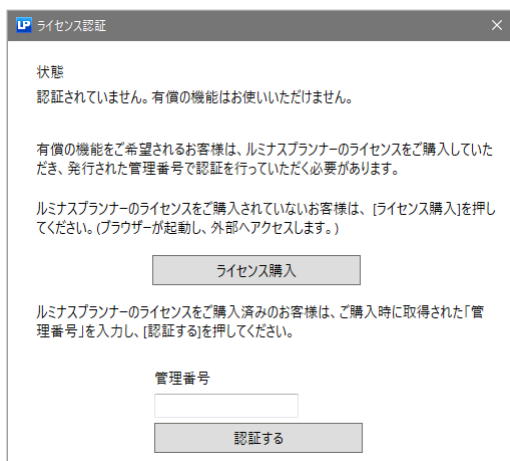 LP ライセンス認証
状態
認証されていません。有償の機能はお使いいただけません。
有償の機能をご希望されるお客様は、ルミナスプランナーのライセンスをご購入していた
だき、発行された管理番号で認証を行っていただく必要があります。
ルミナスプランナーのライセンスをご購入されていないお客様は、[ライセンス購入]を押し
てください。(ブラウザーが起動し、外部へアクセスします。)
ライセンス購入
ルミナスプランナーのライセンスをご購入済みのお客様は、ご購入時に取得された「管
理番号」を入力し、[認証する]を押してください。
管理番号
認証する